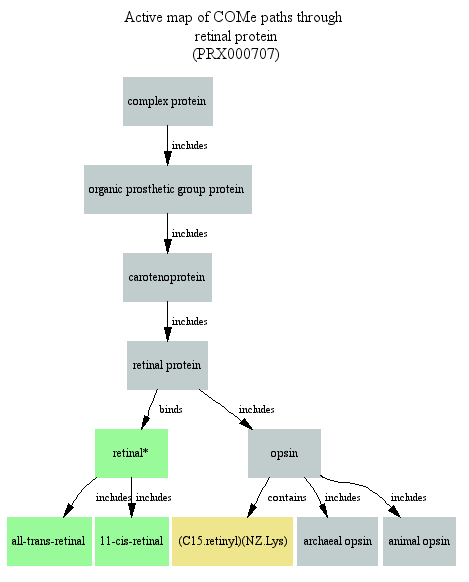 Active map of COMe paths through
retinal protein
(PRX000707)
complex protein
includes
organic prosthetic group protein
includes
carotenoprotein
includes
retinal protein
binds
includes
retinal*
opsin
includes
includes
contains
includes
includes
all-trans-retinal
11-cis-retinal
(C15.retinyl)(NZ.Lys)
archaeal opsin
animal opsin